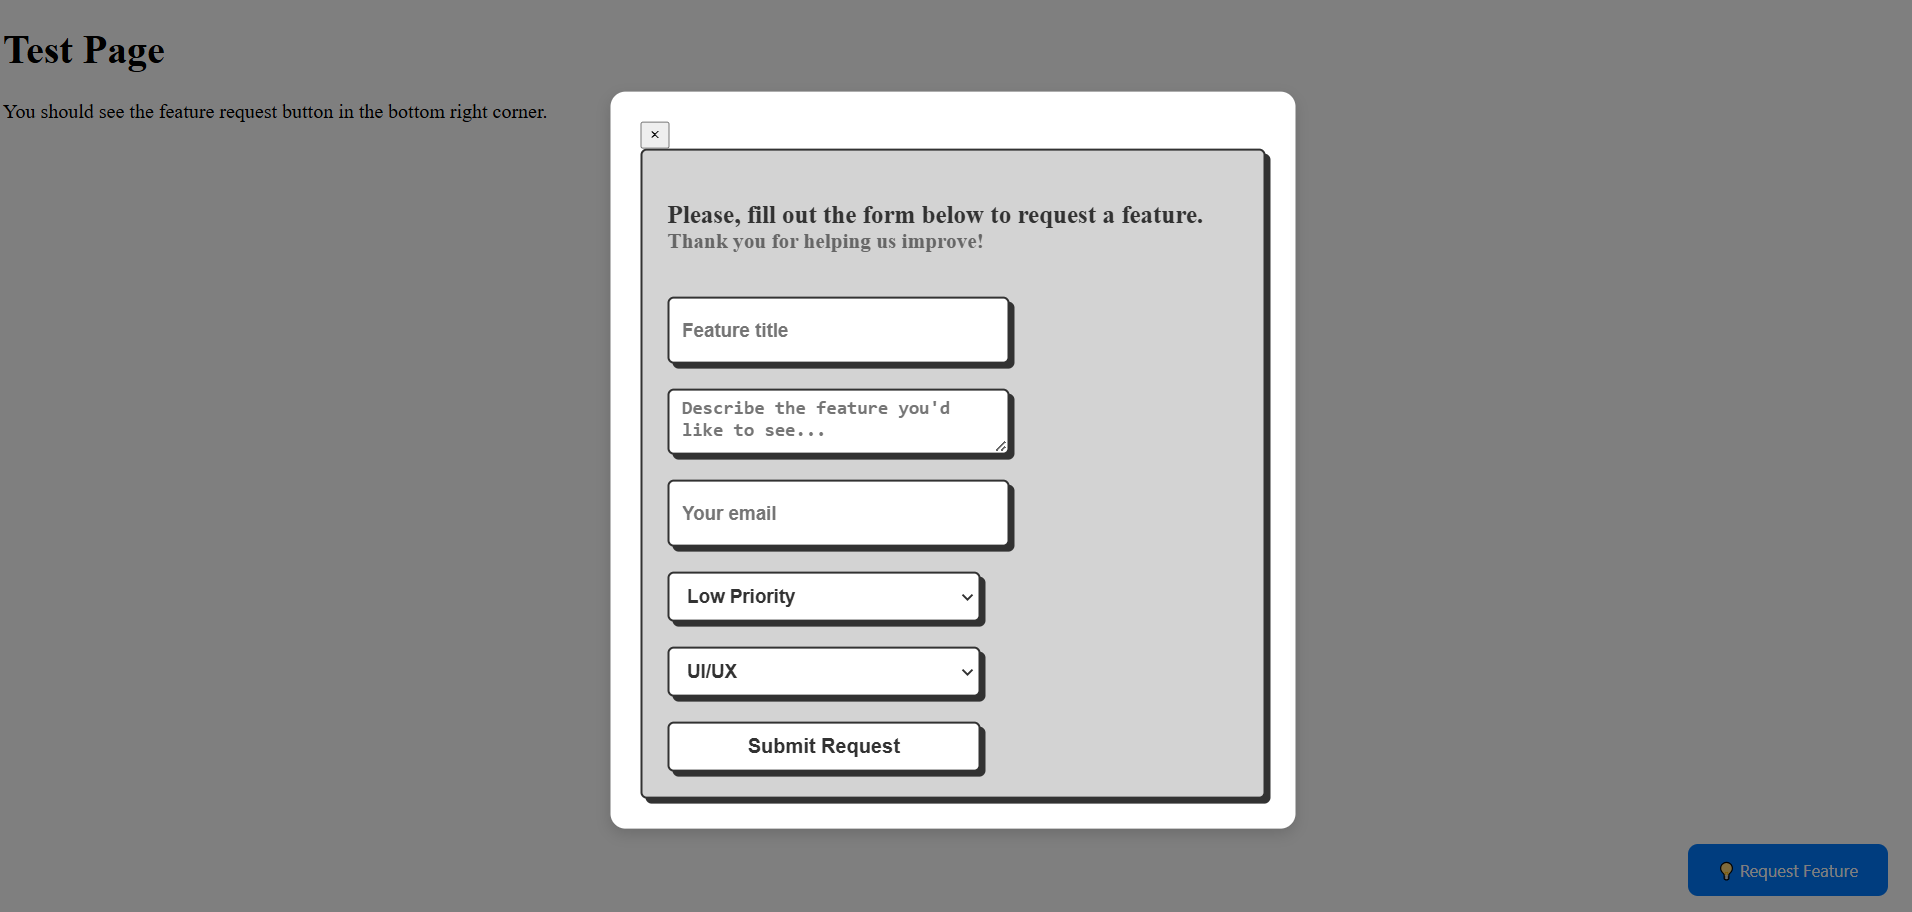 Test Page
You should see the feature request button in the bottom right corner.
×
Please, fill out the form below to request a feature.
Thank you for helping us improve!
Feature title
Describe the feature you'd
like to see...
Your email
Low Priority
UI/UX
Submit Request
💡 Request Feature